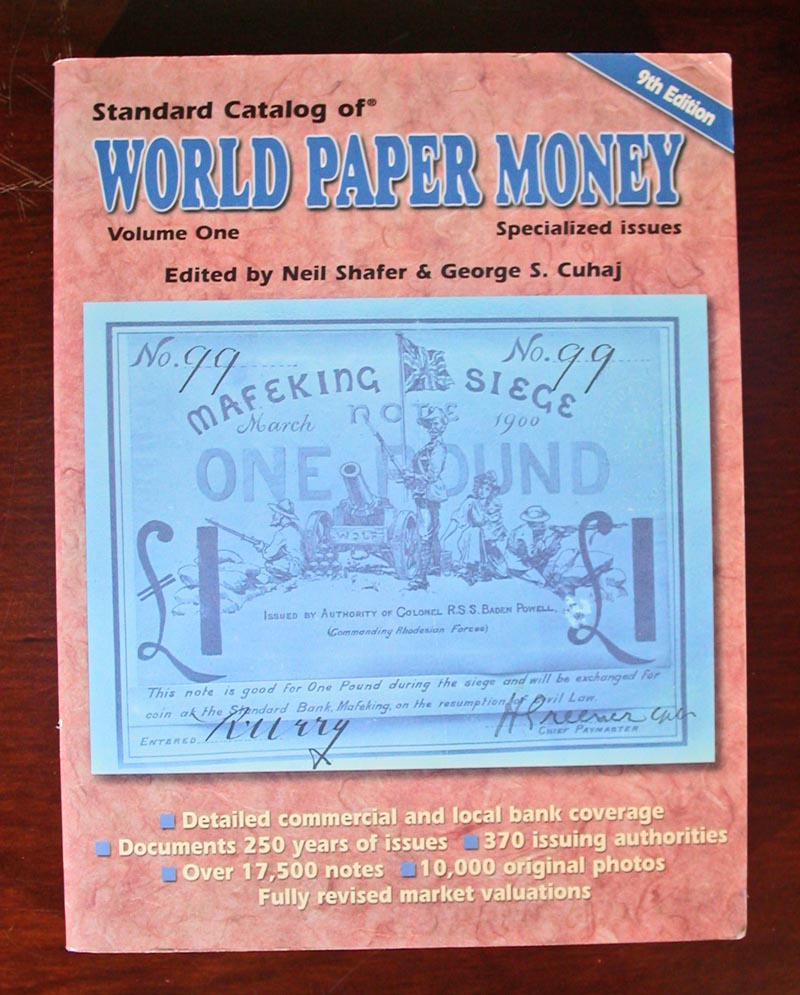 9th Edition
Standard Catalog of®
WORLD PAPER MONEY
Volume One Specialized issues
Edited by Neil Shafer & George S. Cuhaj
No. 99 No. 99
MAFEKING SIEGE
March NOTE 1900
ONE POUND
WOLF
£1 £1
ISSUED BY AUTHORITY OF COLONEL R.S.S. BADEN POWELL,
(Commanding Rhodesian Forces)
This note is good for One Pound during the siege and will be exchanged for
coin at the Standard Bank, Mafeking, on the resumption of Civil Law.
ENTERED
CHIEF PAYMASTER
Detailed commercial and local bank coverage
Documents 250 years of issues 370 issuing authorities
Over 17,500 notes 10,000 original photos
Fully revised market valuations